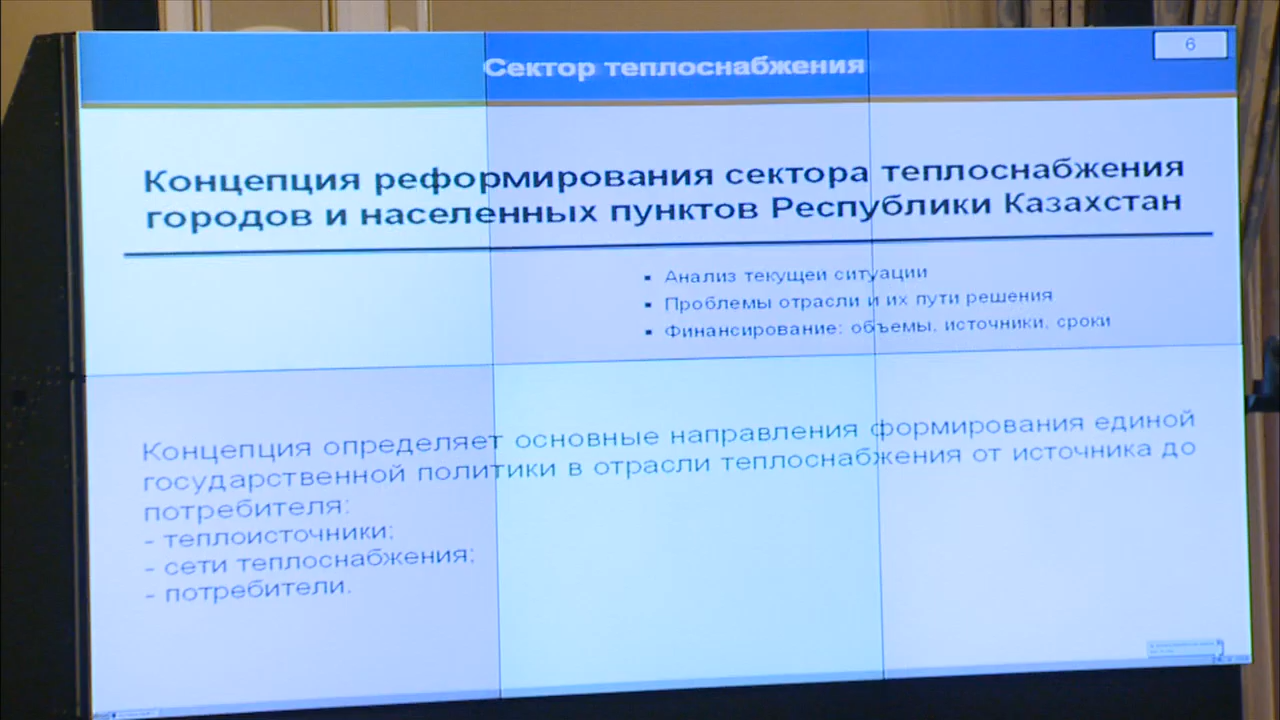 Сектор теплоснабжения
6
Концепция реформирования сектора теплоснабжения
городов и населенных пунктов Республики Казахстан
▪ Анализ текущей ситуации
▪ Проблемы отрасли и их пути решения
▪ Финансирование: объемы, источники, сроки
Концепция определяет основные направления формирования единой
государственной политики в отрасли теплоснабжения от источника до
потребителя:
- теплоисточники;
- сети теплоснабжения;
- потребители.